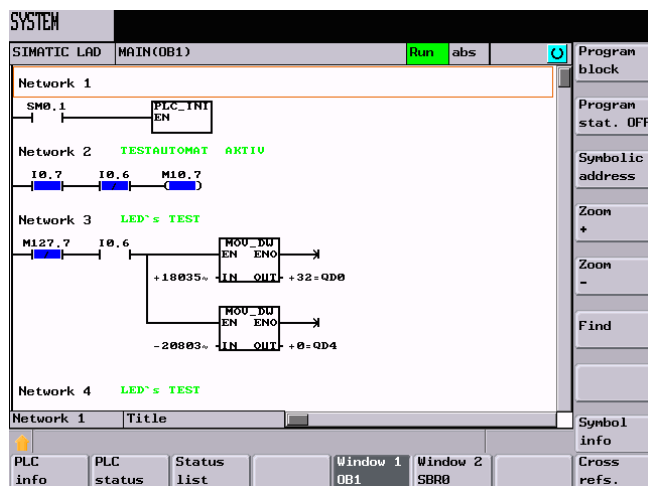 SYSTEM
SIMATIC LAD MAIN(OB1) Run abs
Program block
Network 1
SM0.1 PLC_INI
EN
Program stat. OFF
Network 2 TESTAUTOMAT AKTIV
I0.7 I0.6 M10.7
Symbolic address
Network 3 LED`s TEST
Zoom +
M127.7 I0.6 MOV_DW
EN ENO
+18035~ IN OUT +32=QD0
Zoom -
MOV_DW
EN ENO
-20803~ IN OUT +0=QD4
Find
Network 4 LED`s TEST
Network 1 Title
Symbol info
PLC info
PLC status
Status list
Window 1 OB1
Window 2 SBR0
Cross refs.